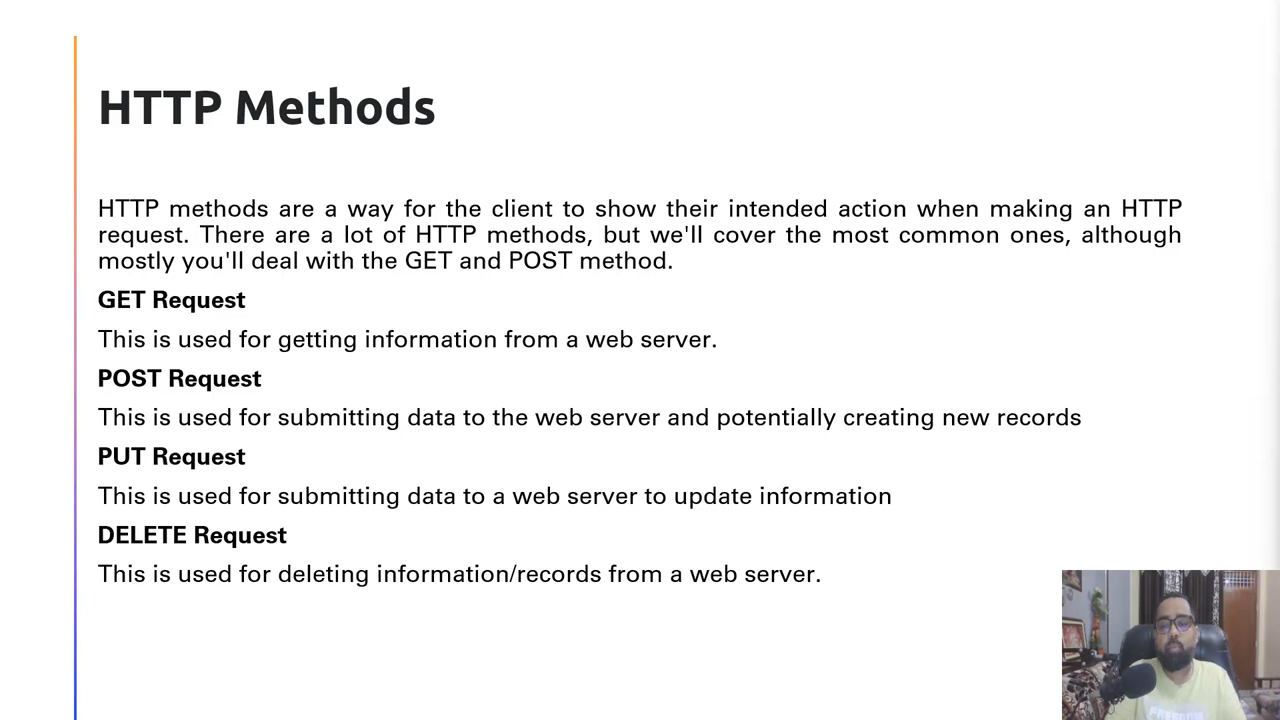 HTTP Methods
HTTP methods are a way for the client to show their intended action when making an HTTP
request. There are a lot of HTTP methods, but we'll cover the most common ones, although
mostly you'll deal with the GET and POST method.
GET Request
This is used for getting information from a web server.
POST Request
This is used for submitting data to the web server and potentially creating new records
PUT Request
This is used for submitting data to a web server to update information
DELETE Request
This is used for deleting information/records from a web server.